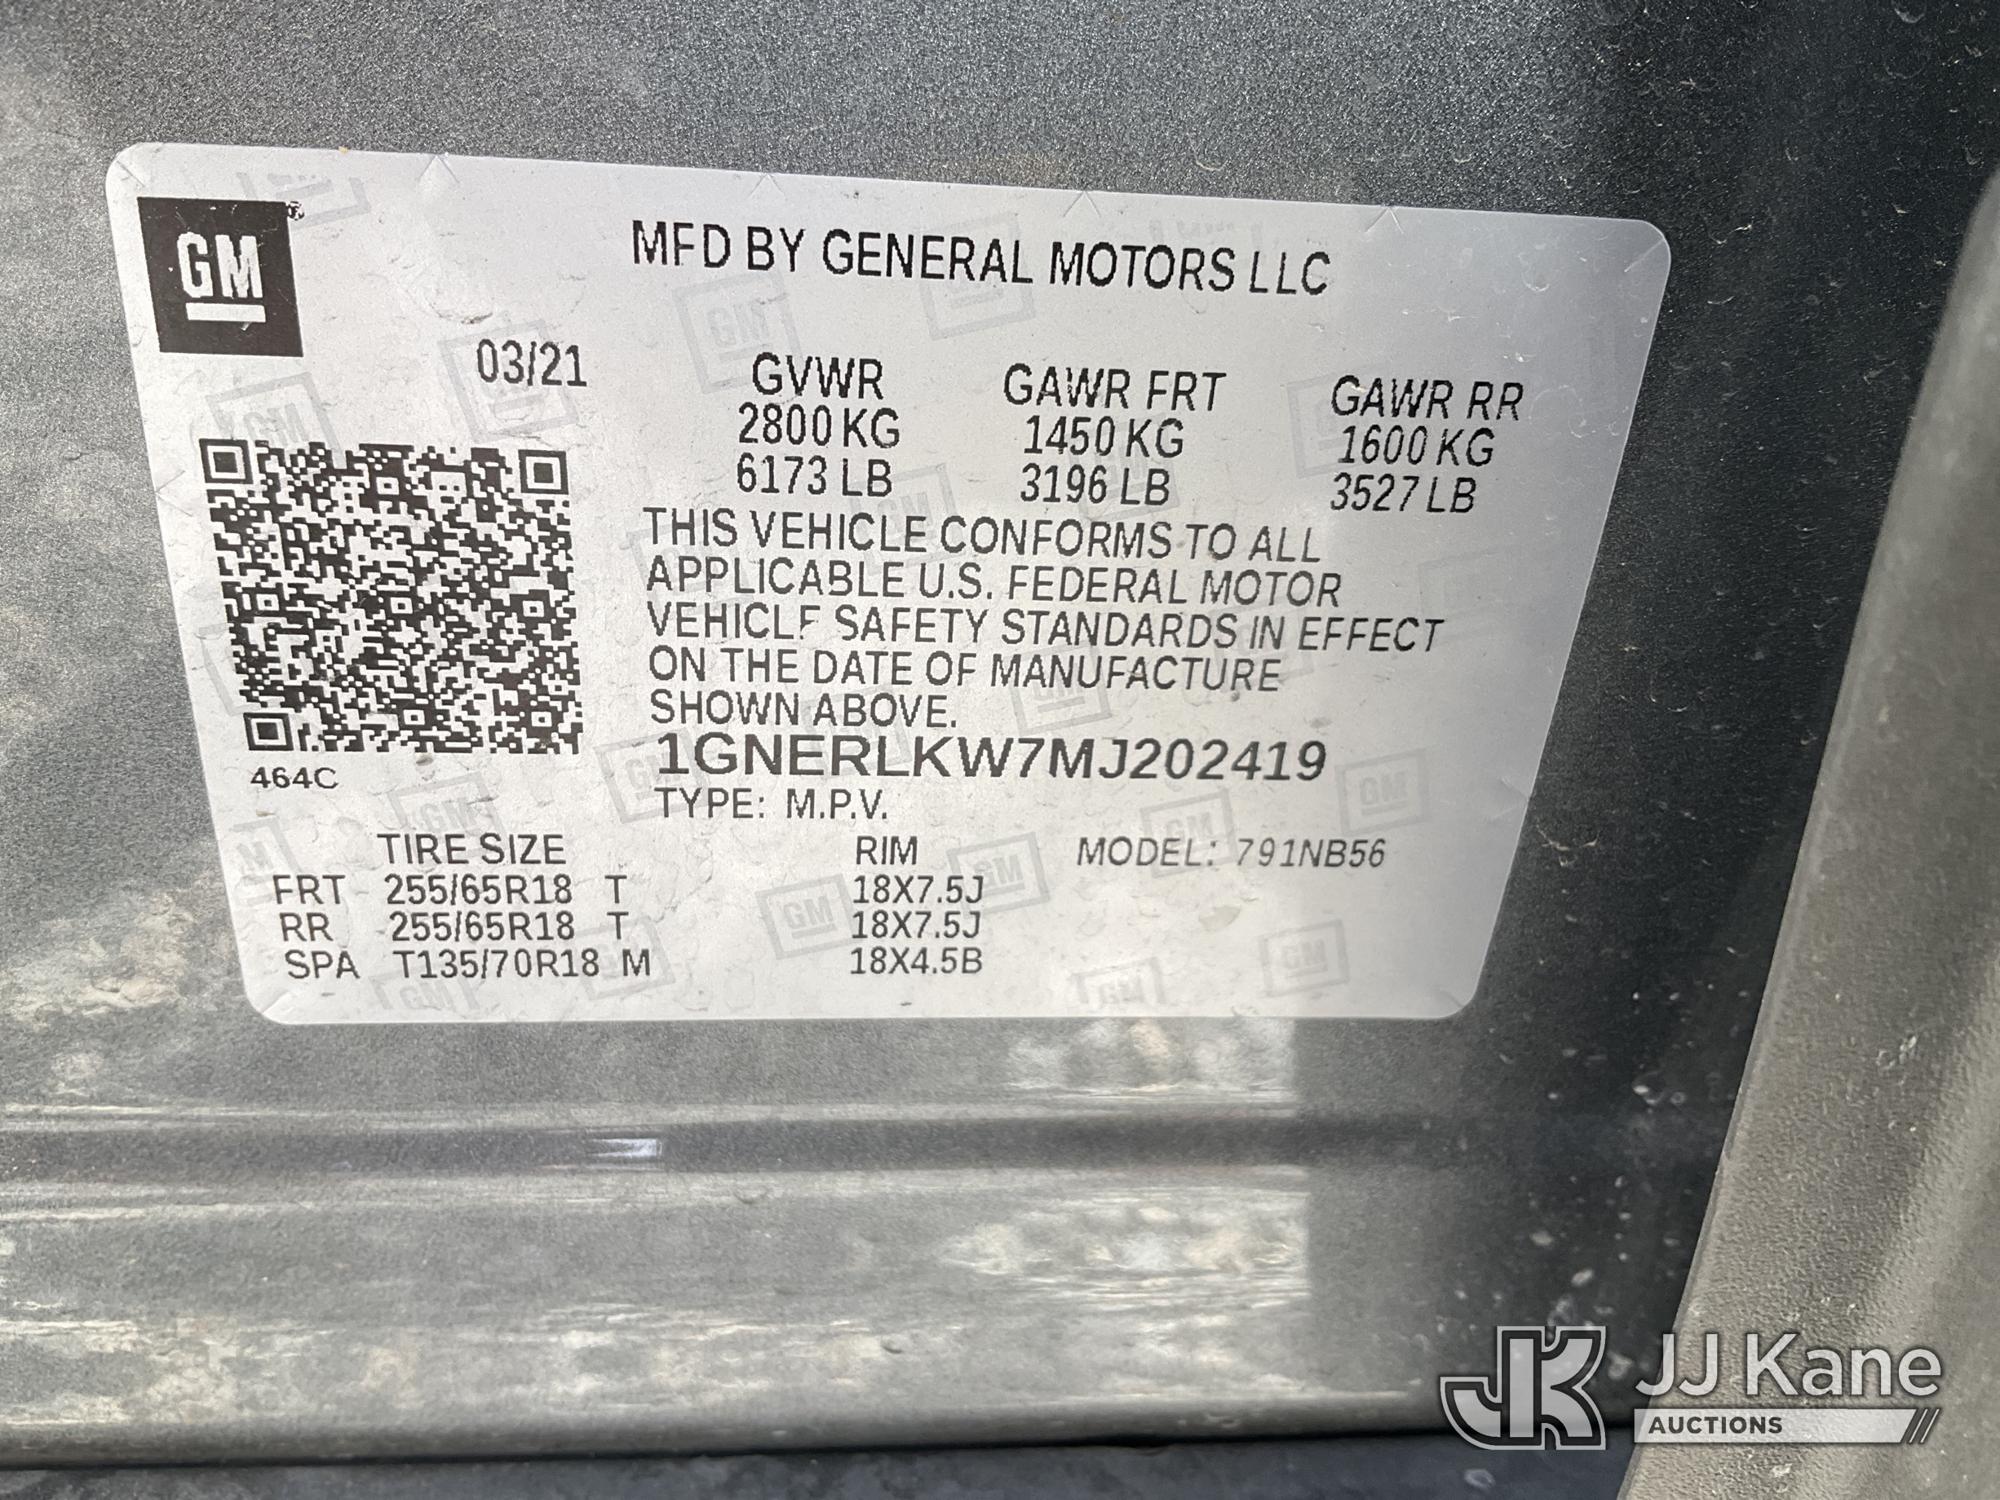 GM
MFD BY GENERAL MOTORS LLC
03/21
GVWR GAWR FRT GAWR RR
2800 KG 1450 KG 1600 KG
6173 LB 3196 LB 3527 LB
THIS VEHICLE CONFORMS TO ALL
APPLICABLE U.S. FEDERAL MOTOR
VEHICLE SAFETY STANDARDS IN EFFECT
ON THE DATE OF MANUFACTURE
SHOWN ABOVE.
1GNERLKW7MJ202419
464C
TYPE: M.P.V.
TIRE SIZE RIM MODEL: 791NB56
FRT 255/65R18 T 18X7.5J
RR 255/65R18 T 18X7.5J
SPA T135/70R18 M 18X4.5B
JK JJ Kane
AUCTIONS